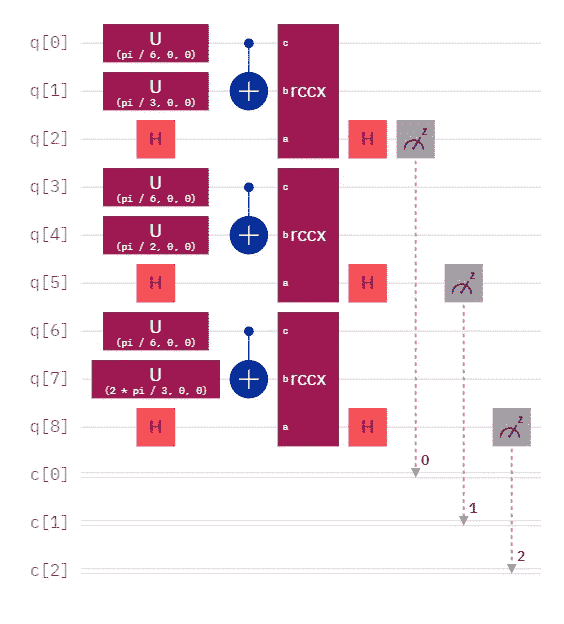 q[0] U c
(pi / 6, 0, 0)
q[1] U b rccx
(pi / 3, 0, 0)
q[2] H a H z
q[3] U c
(pi / 6, 0, 0)
q[4] U b rccx
(pi / 2, 0, 0)
q[5] H a H z
q[6] U c
(pi / 6, 0, 0)
q[7] U b rccx
(2 * pi / 3, 0, 0)
q[8] H a H z
c[0] 0
c[1] 1
c[2] 2